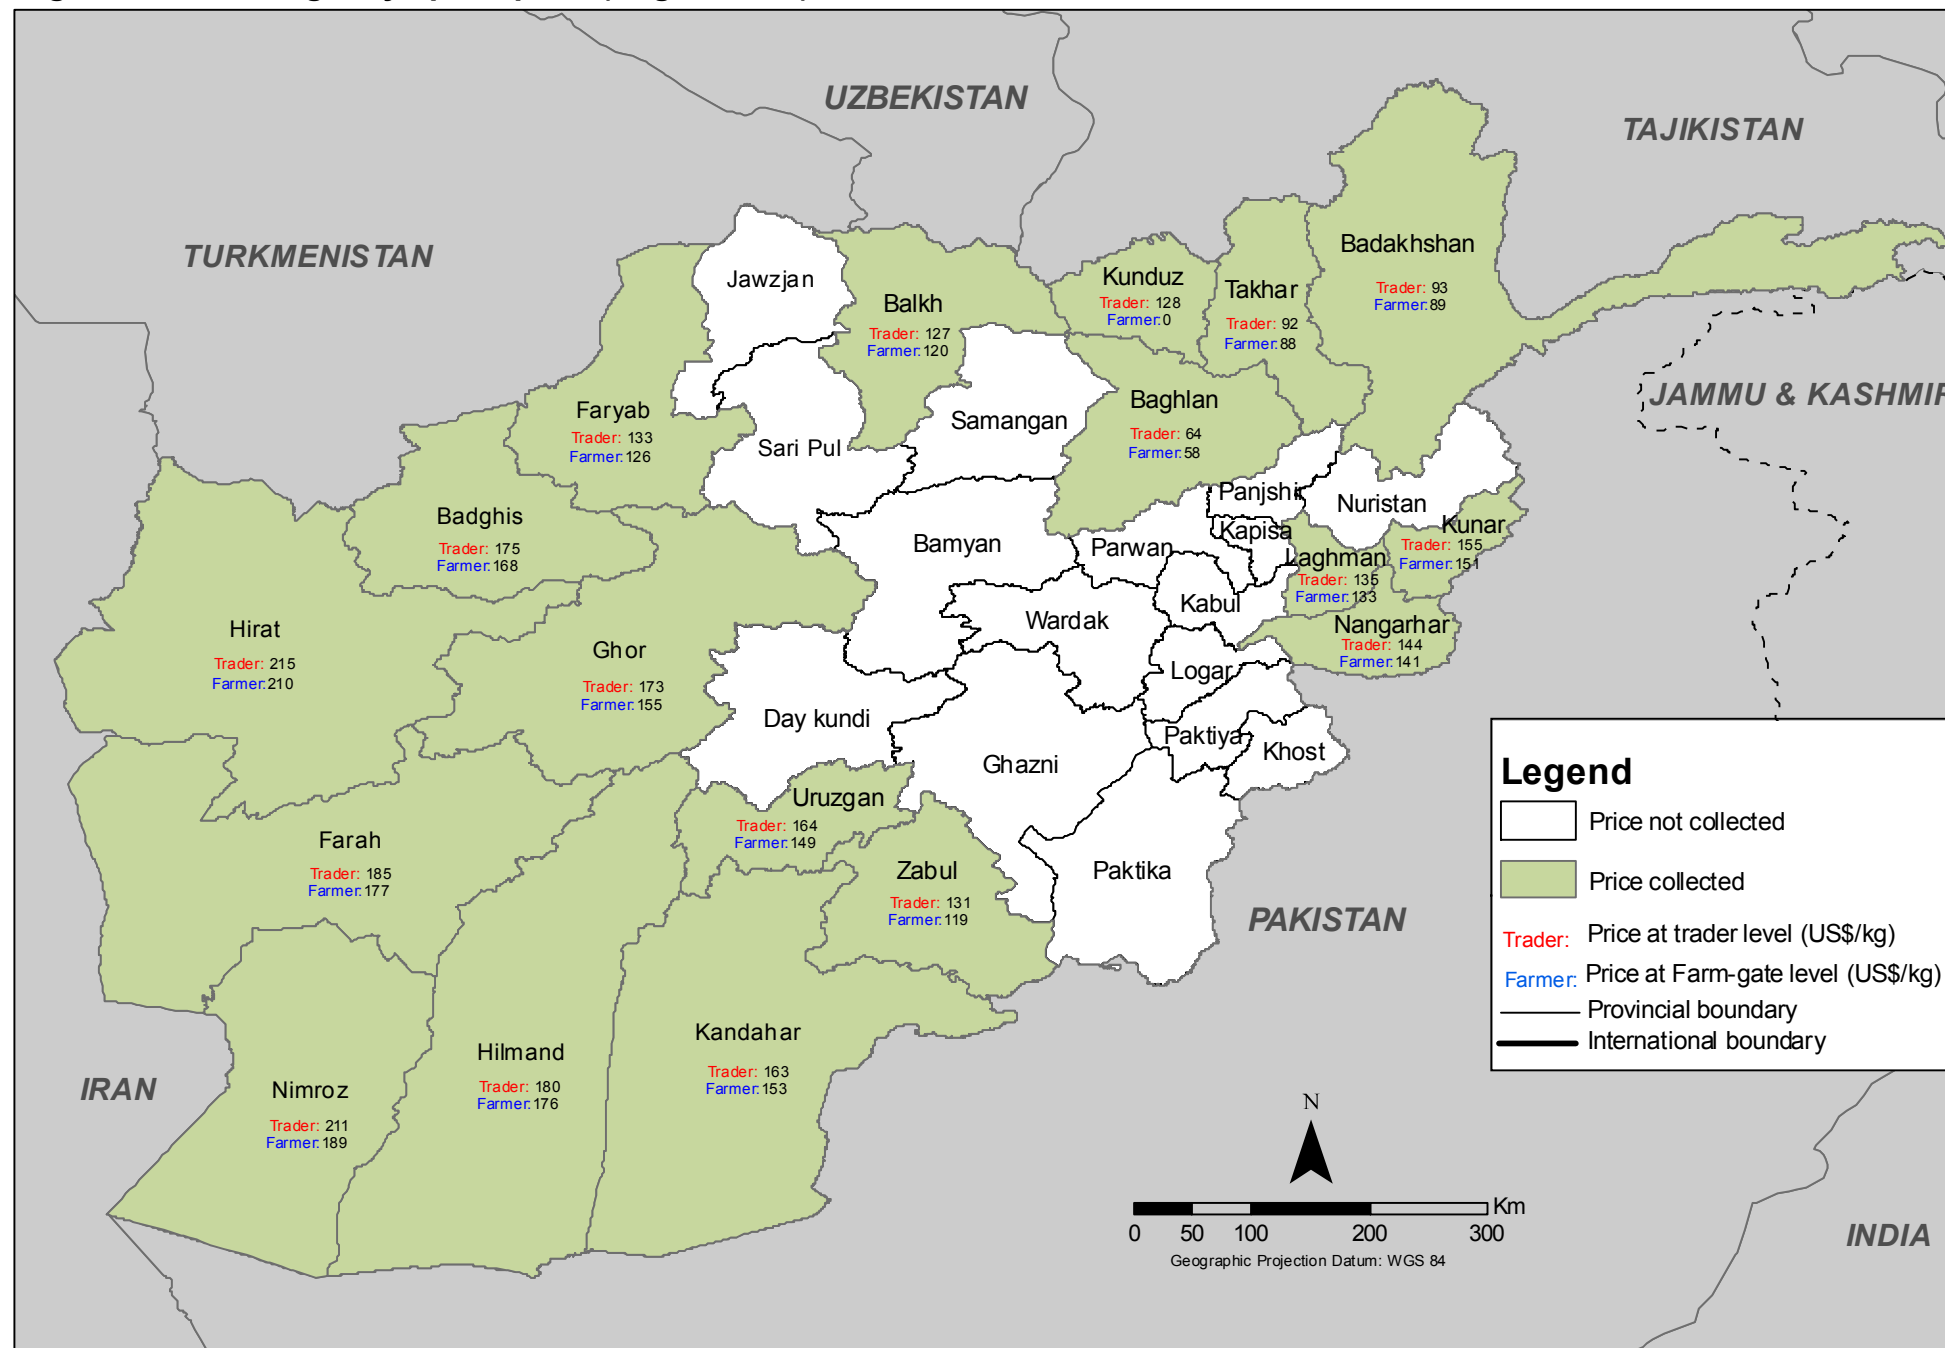 UZBEKISTAN
TAJIKISTAN
TURKMENISTAN
JAMMU & KASHMIR
PAKISTAN
IRAN
INDIA
Jawzjan
Balkh
Trader: 127
Farmer: 120
Kunduz
Trader: 128
Farmer: 0
Takhar
Trader: 92
Farmer: 88
Badakhshan
Trader: 93
Farmer: 89
Faryab
Trader: 133
Farmer: 126
Sari Pul
Samangan
Baghlan
Trader: 64
Farmer: 58
Badghis
Trader: 175
Farmer: 168
Bamyan
Panjshir
Nuristan
Kapisa
Parwan
Kunar
Trader: 155
Farmer: 151
Laghman
Trader: 135
Farmer: 133
Kabul
Wardak
Nangarhar
Trader: 144
Farmer: 141
Hirat
Trader: 215
Farmer: 210
Ghor
Trader: 173
Farmer: 155
Logar
Day kundi
Ghazni
Paktiya
Khost
Uruzgan
Trader: 164
Farmer: 149
Farah
Trader: 185
Farmer: 177
Zabul
Trader: 131
Farmer: 119
Paktika
Kandahar
Trader: 163
Farmer: 153
Hilmand
Trader: 180
Farmer: 176
Nimroz
Trader: 211
Farmer: 189
Legend
Price not collected
Price collected
Trader: Price at trader level (US$/kg)
Farmer: Price at Farm-gate level (US$/kg)
Provincial boundary
International boundary
N
Km
0 50 100 200 300
Geographic Projection Datum: WGS 84